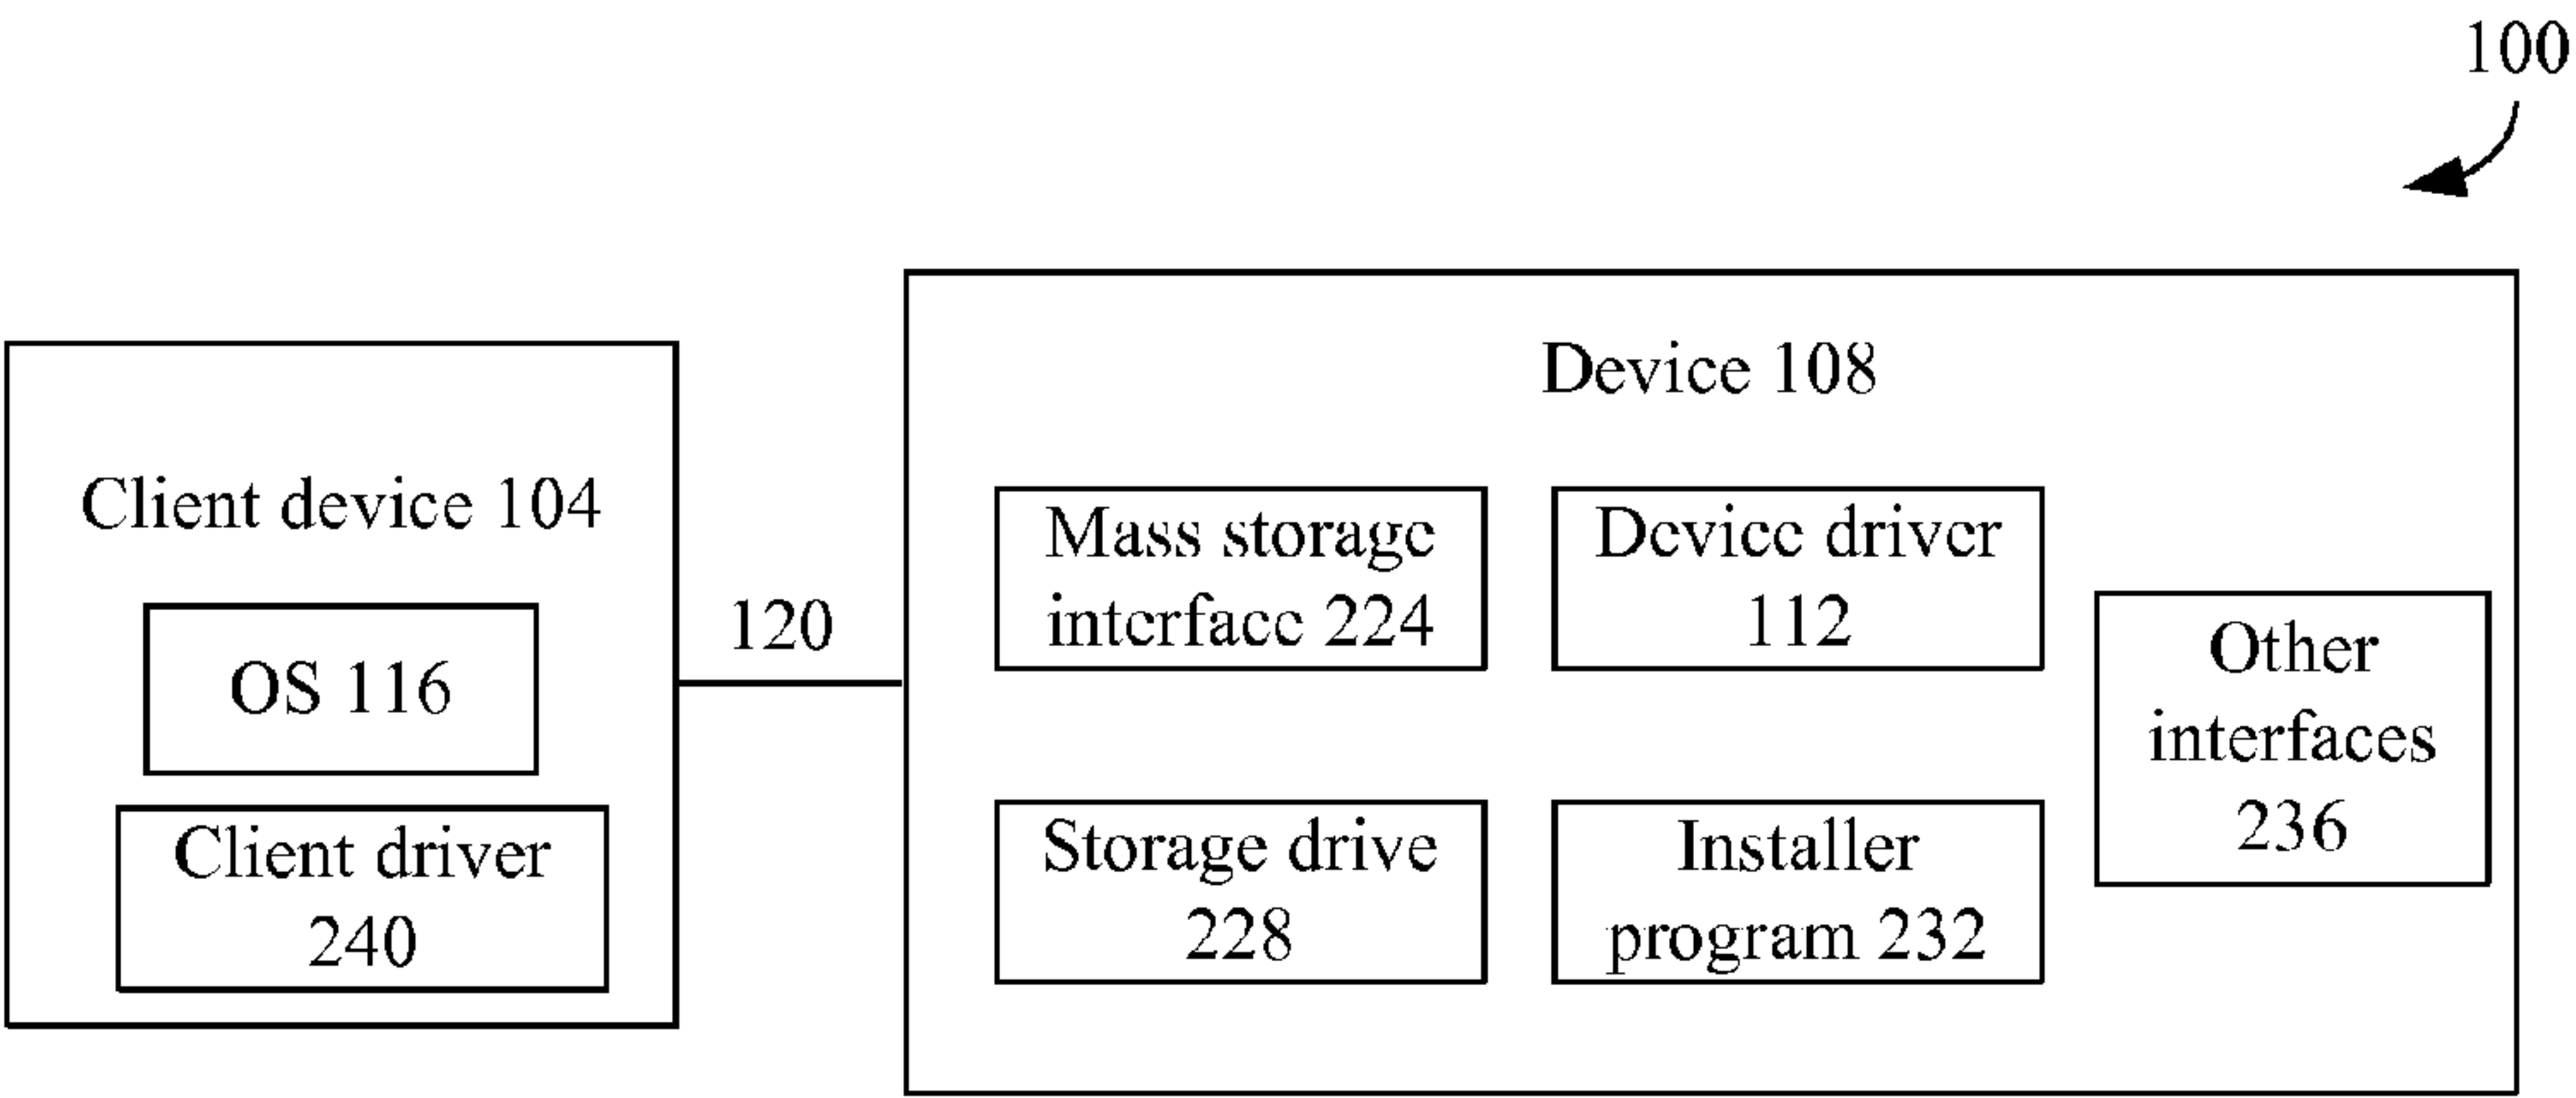 100
Device 108
Client device 104
OS 116
Client driver
240
120
Mass storage
interface 224
Device driver
112
Storage drive
228
Installer
program 232
Other
interfaces
236